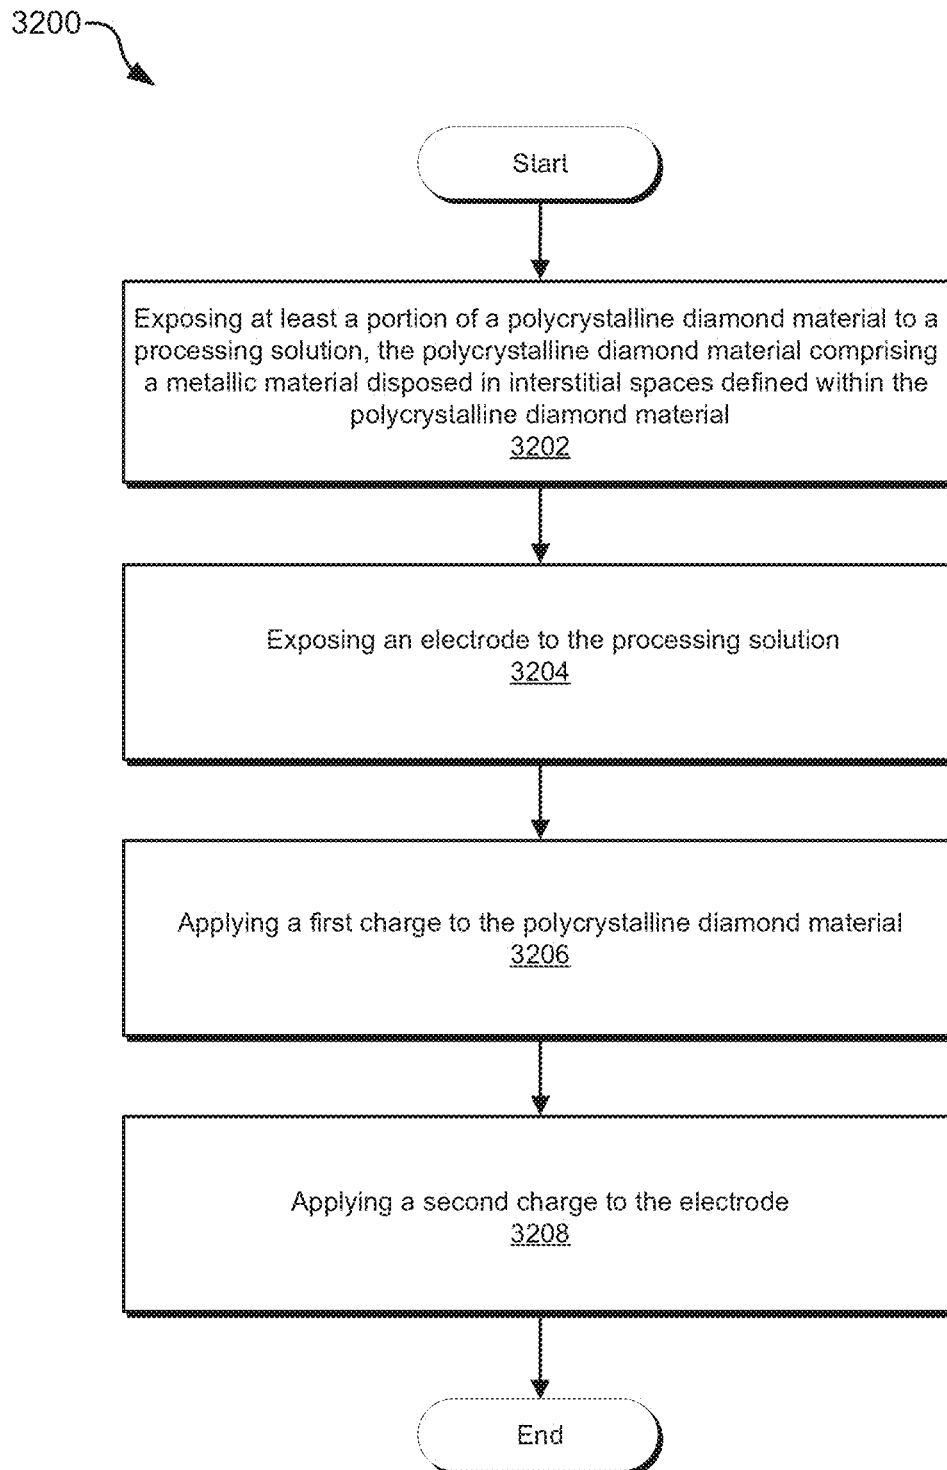 3200
Start
Exposing at least a portion of a polycrystalline diamond material to a
processing solution, the polycrystalline diamond material comprising
a metallic material disposed in interstitial spaces defined within the
polycrystalline diamond material
3202
Exposing an electrode to the processing solution
3204
Applying a first charge to the polycrystalline diamond material
3206
Applying a second charge to the electrode
3208
End